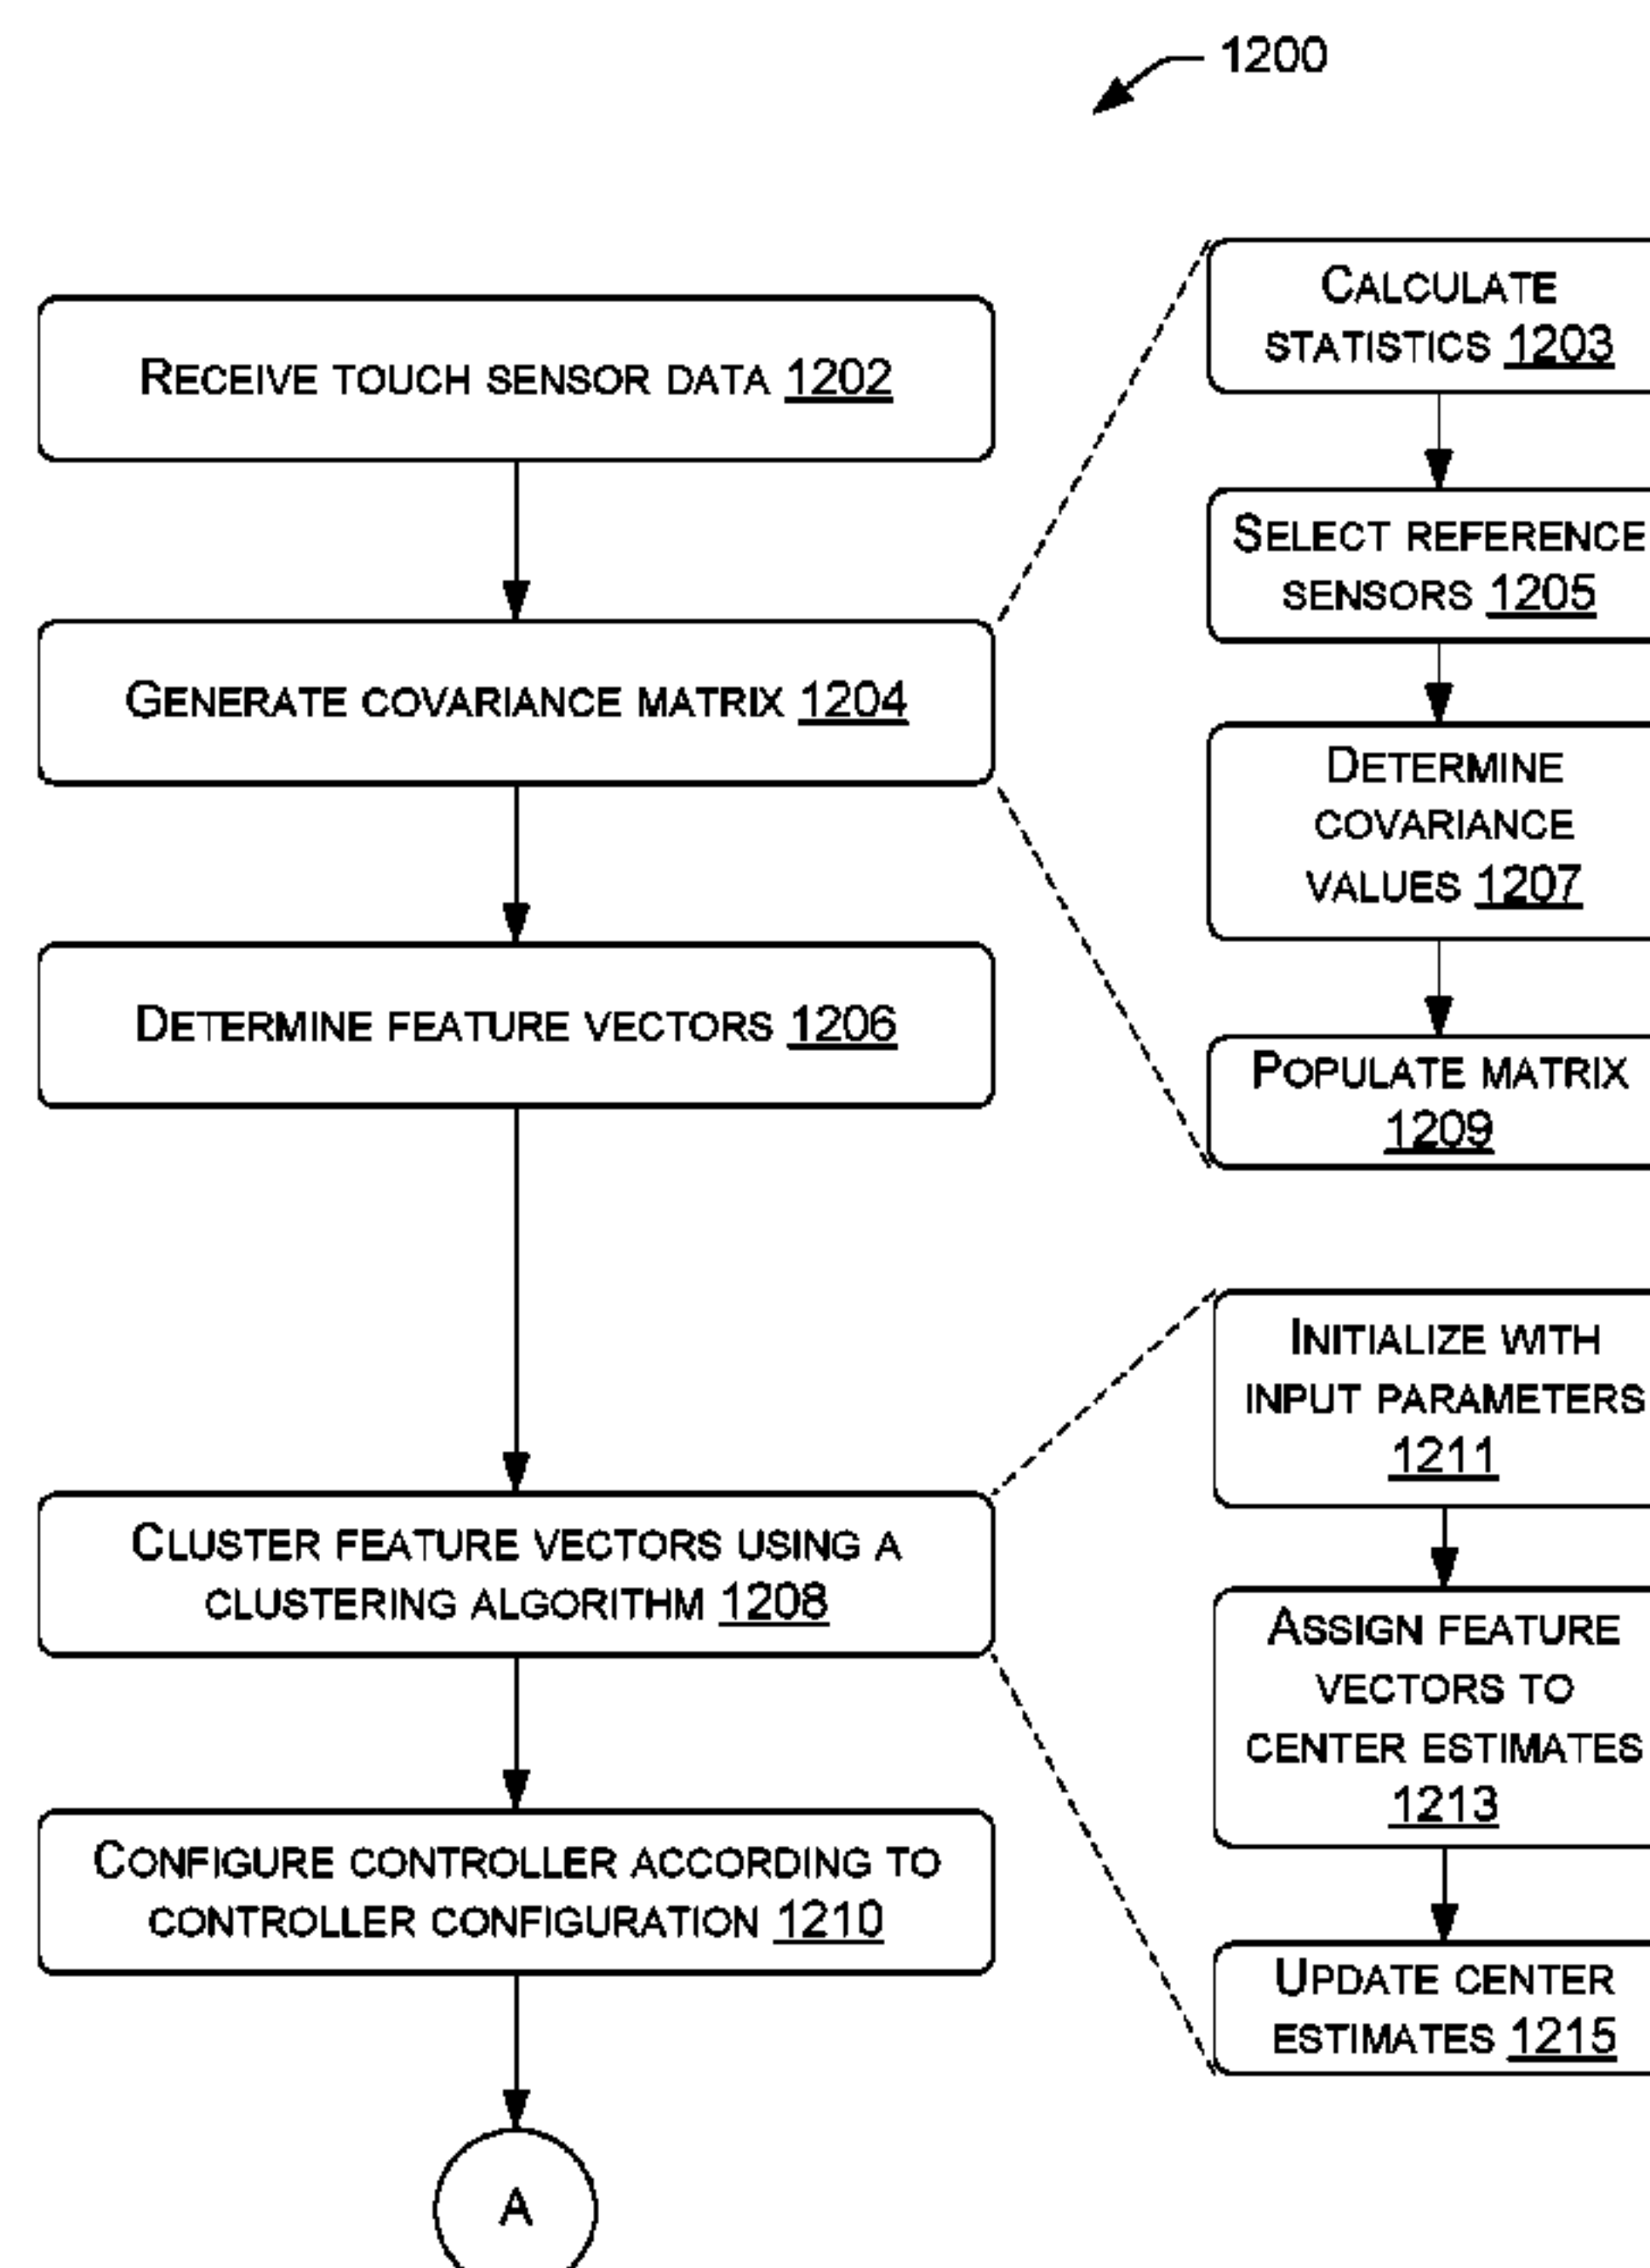 1200
RECEIVE TOUCH SENSOR DATA 1202
GENERATE COVARIANCE MATRIX 1204
DETERMINE FEATURE VECTORS 1206
CLUSTER FEATURE VECTORS USING A
CLUSTERING ALGORITHM 1208
CONFIGURE CONTROLLER ACCORDING TO
CONTROLLER CONFIGURATION 1210
A
CALCULATE
STATISTICS 1203
SELECT REFERENCE
SENSORS 1205
DETERMINE
COVARIANCE
VALUES 1207
POPULATE MATRIX
1209
INITIALIZE WITH
INPUT PARAMETERS
1211
ASSIGN FEATURE
VECTORS TO
CENTER ESTIMATES
1213
UPDATE CENTER
ESTIMATES 1215